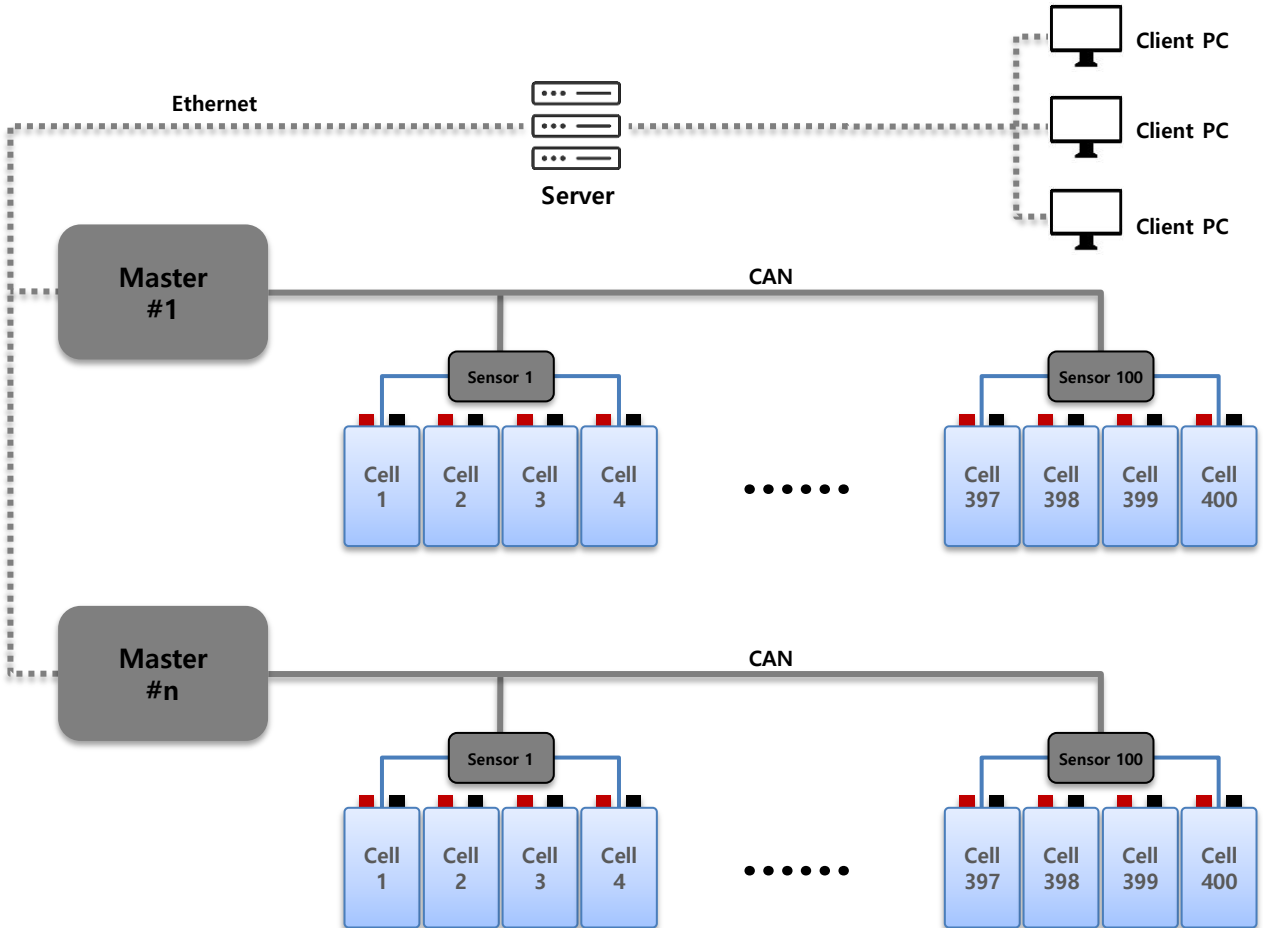 Client PC
Ethernet
Client PC
Server
Client PC
Master
#1
CAN
Sensor 1
Sensor 100
Cell
1
Cell
2
Cell
3
Cell
4
......
Cell
397
Cell
398
Cell
399
Cell
400
Master
#n
CAN
Sensor 1
Sensor 100
Cell
1
Cell
2
Cell
3
Cell
4
......
Cell
397
Cell
398
Cell
399
Cell
400